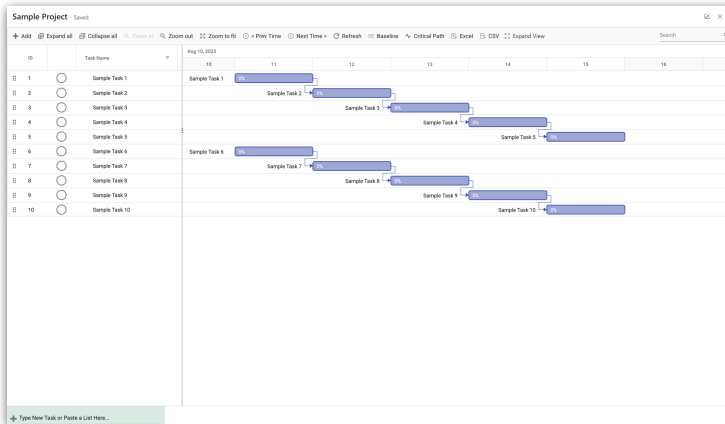 Sample Project - Saved
Add Expand all Collapse all Zoom in Zoom out Zoom to fit < Prev Time Next Time > Refresh Baseline Critical Path Excel CSV Expand View Search
ID Task Name
Aug 10, 2025
10 11 12 13 14 15 16
1 Sample Task 1 Sample Task 1 0%
2 Sample Task 2 Sample Task 2 0%
3 Sample Task 3 Sample Task 3 0%
4 Sample Task 4 Sample Task 4 0%
5 Sample Task 5 Sample Task 5 0%
6 Sample Task 6 Sample Task 6 0%
7 Sample Task 7 Sample Task 7 0%
8 Sample Task 8 Sample Task 8 0%
9 Sample Task 9 Sample Task 9 0%
10 Sample Task 10 Sample Task 10 0%
Type New Task or Paste a List Here...